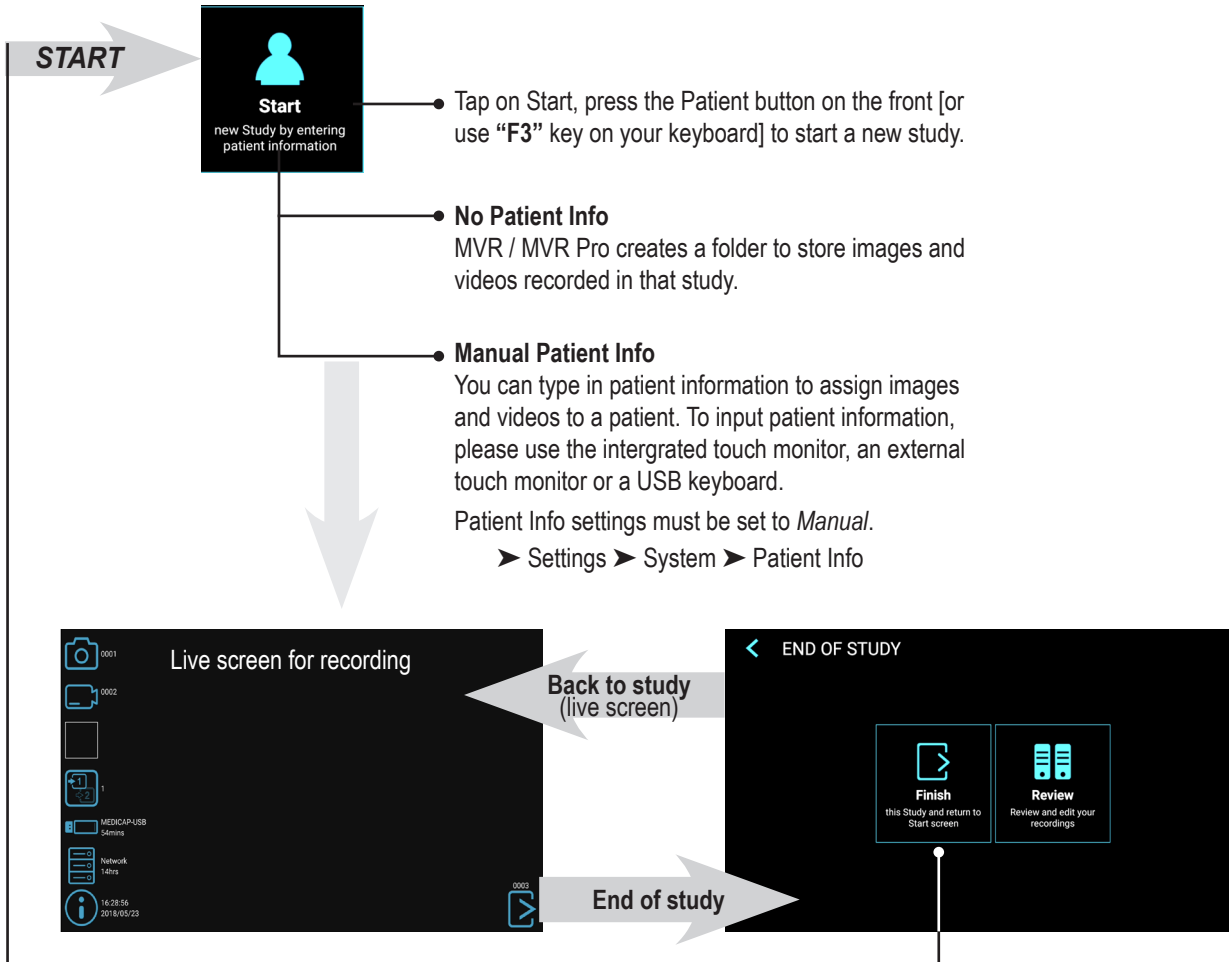 START
Start
new Study by entering
patient information
Tap on Start, press the Patient button on the front [or
use “F3” key on your keyboard] to start a new study.
No Patient Info
MVR / MVR Pro creates a folder to store images and
videos recorded in that study.
Manual Patient Info
You can type in patient information to assign images
and videos to a patient. To input patient information,
please use the intergrated touch monitor, an external
touch monitor or a USB keyboard.
Patient Info settings must be set to Manual.
➤ Settings ➤ System ➤ Patient Info
0001
Live screen for recording
0002
1
2
1
MEDICAP-USB
54mins
Network
14hrs
16:28:56
2018/05/23
0003
Back to study
(live screen)
End of study
END OF STUDY
Finish
this Study and return to
Start screen
Review
Review and edit your
recordings